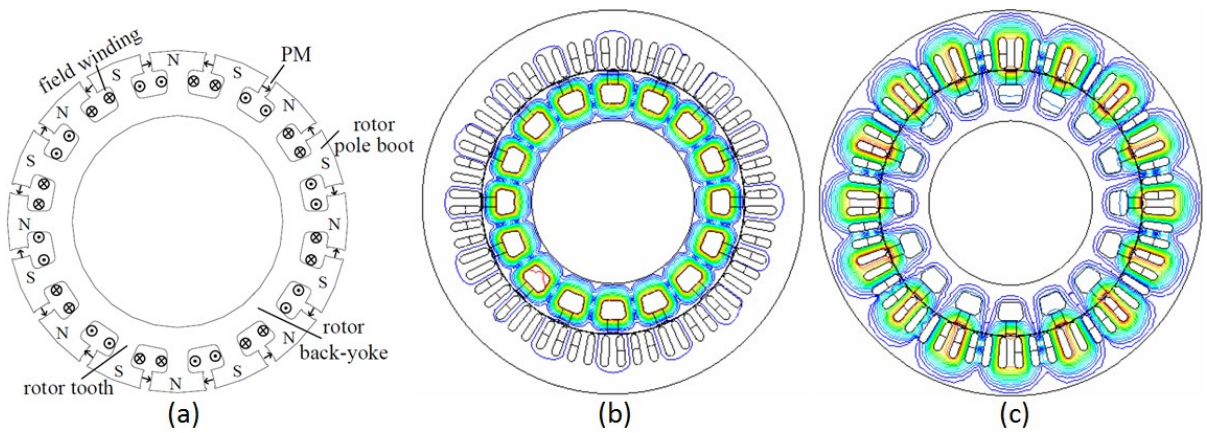 field winding
N
PM
S
S
N
N
rotor
pole boot
S
S
N
N
S
S
N
N
rotor
back-yoke
rotor tooth
S
N
S
(a)
(b)
(c)